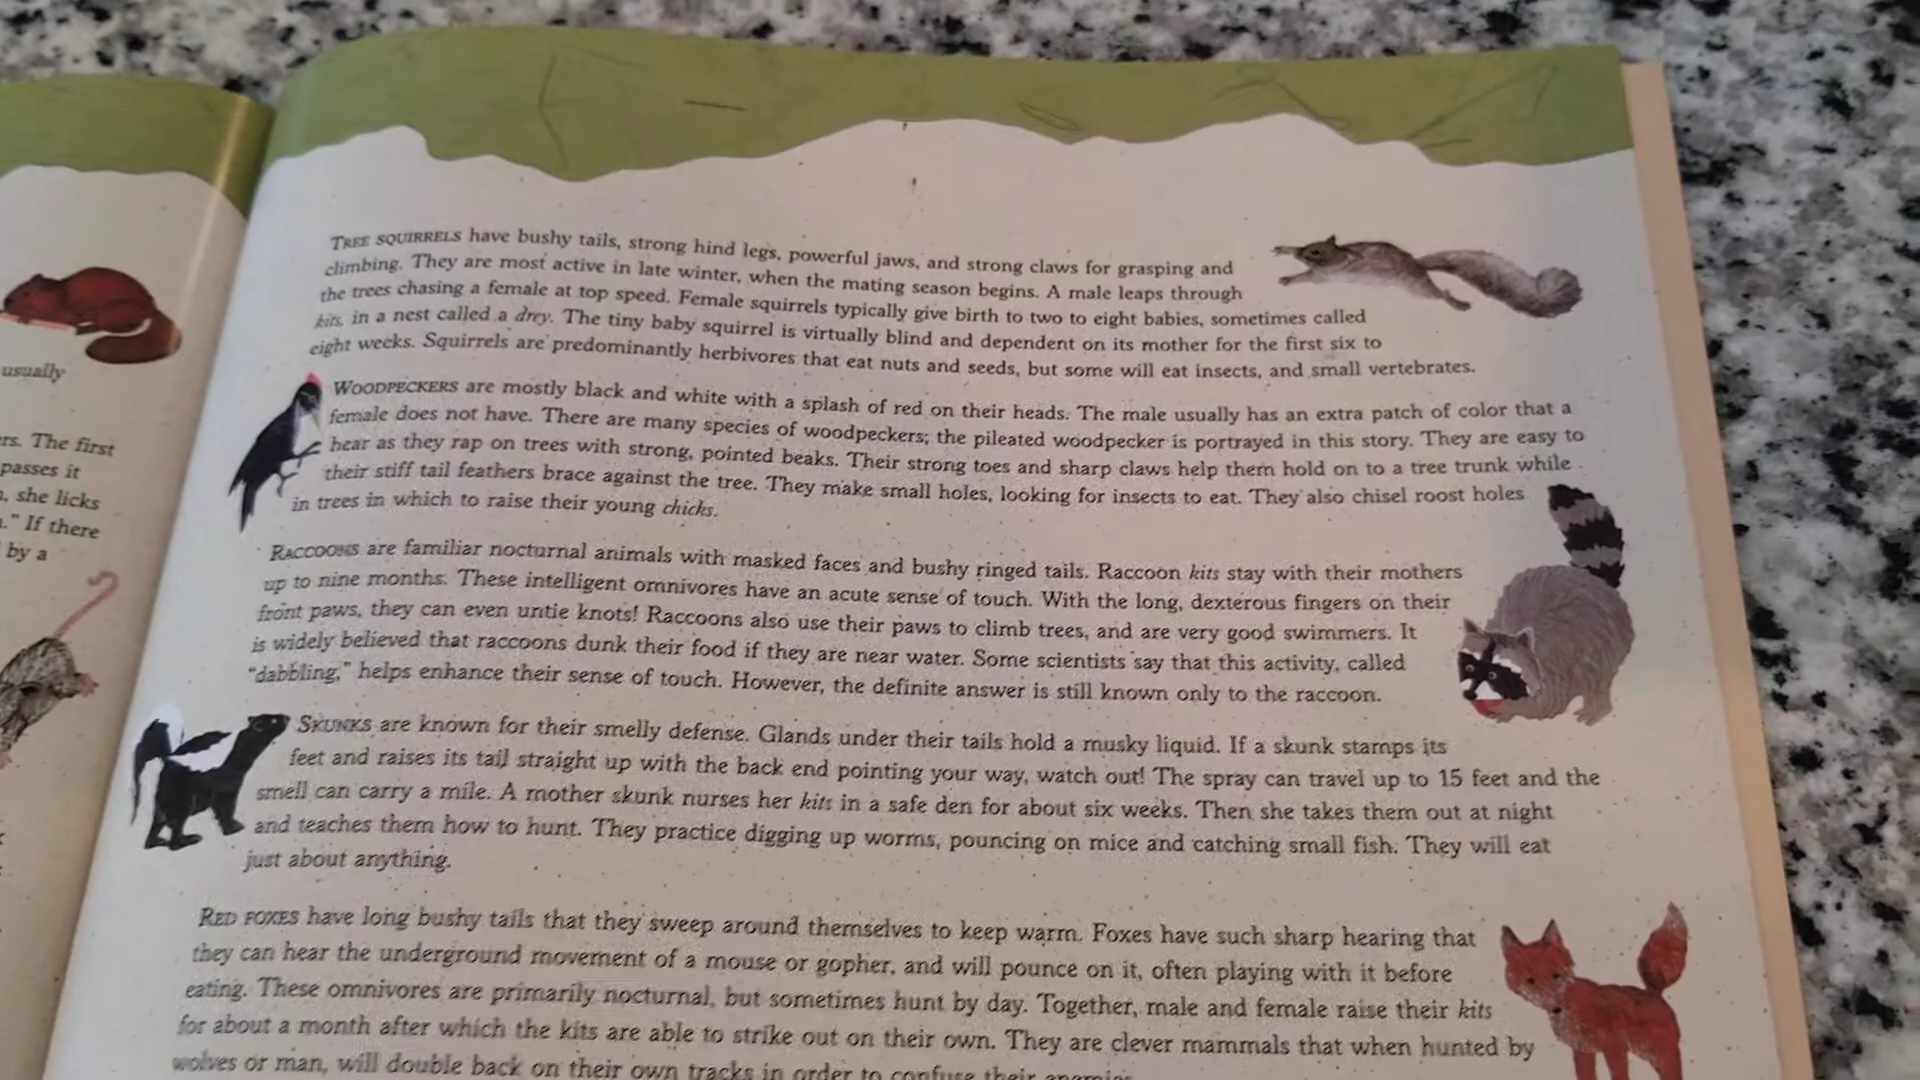 usually
rs. The first
passes it
, she licks
." If there
by a
TREE SQUIRRELS have bushy tails, strong hind legs, powerful jaws, and strong claws for grasping and
climbing. They are most active in late winter, when the mating season begins. A male leaps through
the trees chasing a female at top speed. Female squirrels typically give birth to two to eight babies, sometimes called
kits, in a nest called a drey. The tiny baby squirrel is virtually blind and dependent on its mother for the first six to
eight weeks. Squirrels are predominantly herbivores that eat nuts and seeds, but some will eat insects, and small vertebrates.
WOODPECKERS are mostly black and white with a splash of red on their heads. The male usually has an extra patch of color that a
female does not have. There are many species of woodpeckers; the pileated woodpecker is portrayed in this story. They are easy to
hear as they rap on trees with strong, pointed beaks. Their strong toes and sharp claws help them hold on to a tree trunk while
their stiff tail feathers brace against the tree. They make small holes, looking for insects to eat. They also chisel roost holes
in trees in which to raise their young chicks.
RACCOONS are familiar nocturnal animals with masked faces and bushy ringed tails. Raccoon kits stay with their mothers
up to nine months. These intelligent omnivores have an acute sense of touch. With the long, dexterous fingers on their
front paws, they can even untie knots! Raccoons also use their paws to climb trees, and are very good swimmers. It
is widely believed that raccoons dunk their food if they are near water. Some scientists say that this activity, called
"dabbling," helps enhance their sense of touch. However, the definite answer is still known only to the raccoon.
SKUNKS are known for their smelly defense. Glands under their tails hold a musky liquid. If a skunk stamps its
feet and raises its tail straight up with the back end pointing your way, watch out! The spray can travel up to 15 feet and the
smell can carry a mile. A mother skunk nurses her kits in a safe den for about six weeks. Then she takes them out at night
and teaches them how to hunt. They practice digging up worms, pouncing on mice and catching small fish. They will eat
just about anything.
RED FOXES have long bushy tails that they sweep around themselves to keep warm. Foxes have such sharp hearing that
they can hear the underground movement of a mouse or gopher, and will pounce on it, often playing with it before
eating. These omnivores are primarily nocturnal, but sometimes hunt by day. Together, male and female raise their kits
for about a month after which the kits are able to strike out on their own. They are clever mammals that when hunted by
wolves or man, will double back on their own tracks in order to confuse their enemies.